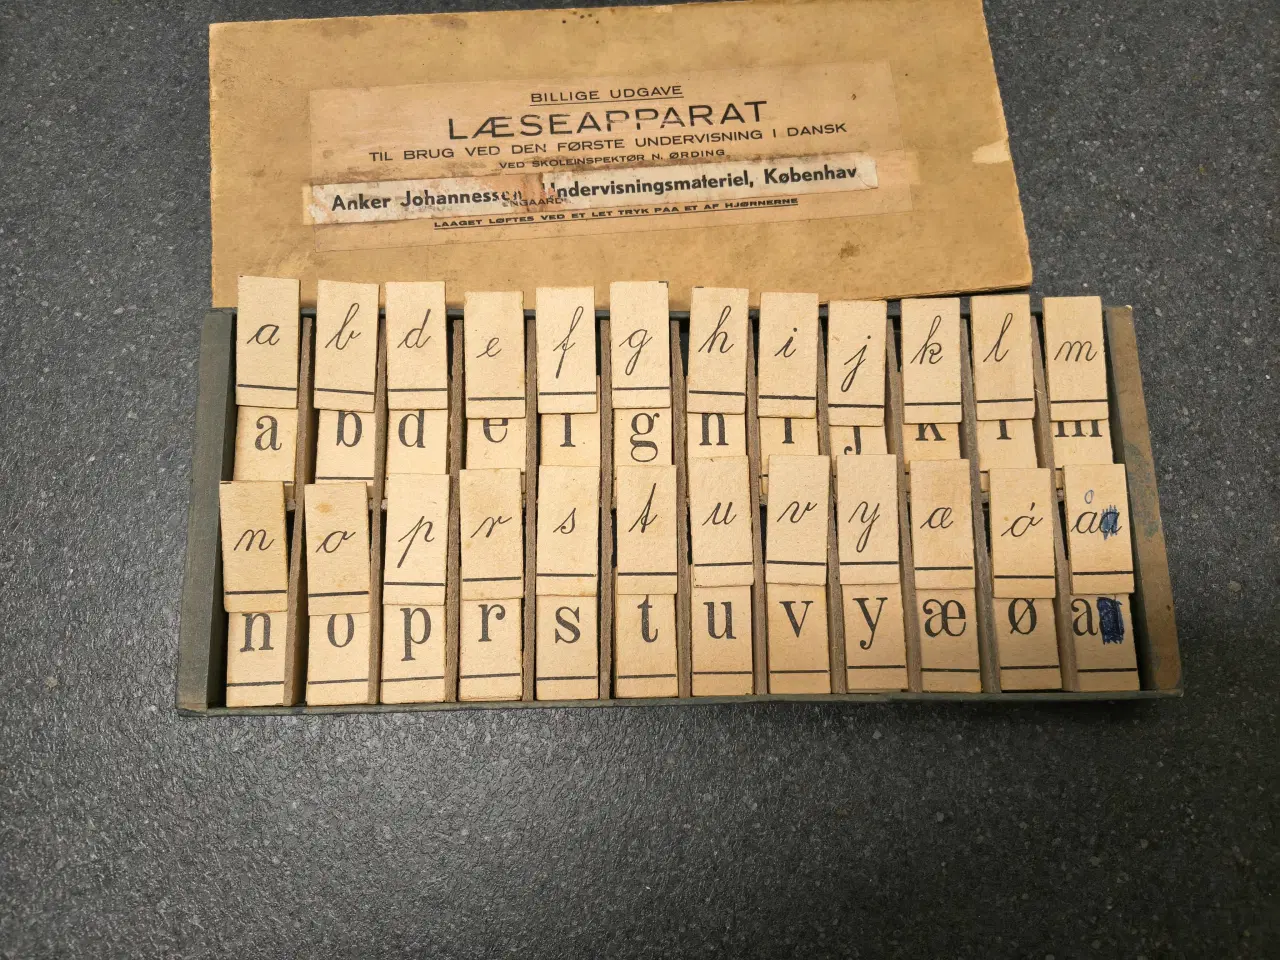 BILLIGE UDGAVE
LÆSEAPPARAT
TIL BRUG VED DEN FØRSTE UNDERVISNING I DANSK
VED SKOLEINSPEKTØR N. ØRDING
Anker Johannessen Undervisningsmateriel, Københav
LAAGET LØFTES VED ET LET TRYK PAA ET AF HJØRNERNE
a b d e f g h i j k l m
a b d e f g h i j k l m
n o p r s t u v y æ ø å
n o p r s t u v y æ ø a